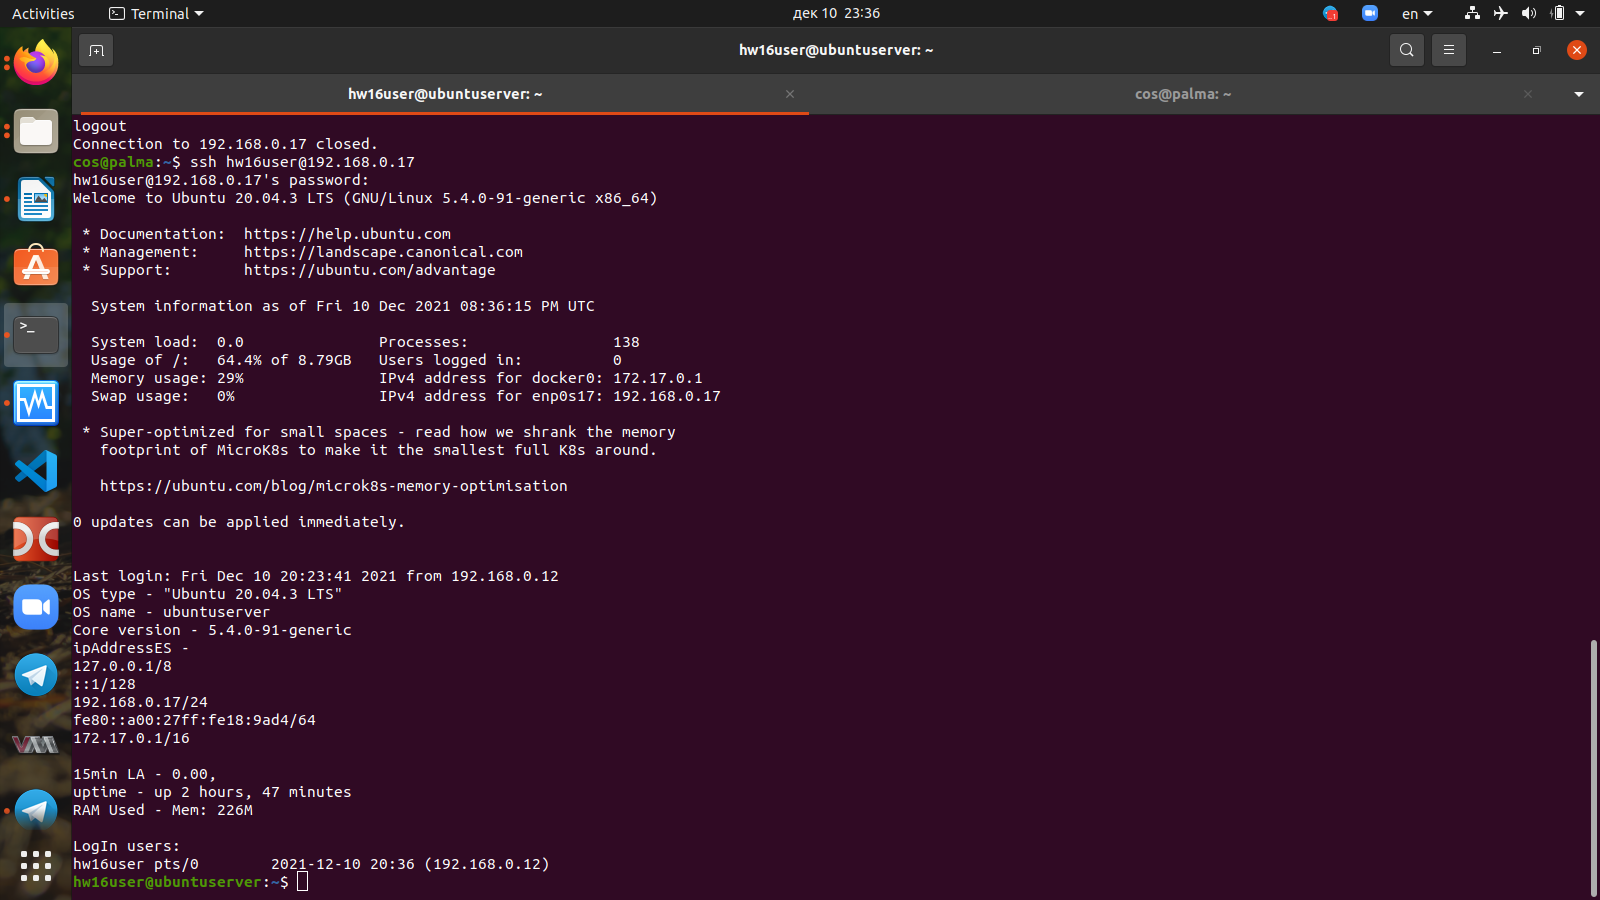 Activities
Terminal
дек 10  23:36
en
hw16user@ubuntuserver: ~
hw16user@ubuntuserver: ~
cos@palma: ~
logout
Connection to 192.168.0.17 closed.
cos@palma:~$ ssh hw16user@192.168.0.17
hw16user@192.168.0.17's password:
Welcome to Ubuntu 20.04.3 LTS (GNU/Linux 5.4.0-91-generic x86_64)
 * Documentation:  https://help.ubuntu.com
 * Management:     https://landscape.canonical.com
 * Support:        https://ubuntu.com/advantage
  System information as of Fri 10 Dec 2021 08:36:15 PM UTC
  System load:  0.0               Processes:                138
  Usage of /:   64.4% of 8.79GB   Users logged in:          0
  Memory usage: 29%               IPv4 address for docker0: 172.17.0.1
  Swap usage:   0%                IPv4 address for enp0s17: 192.168.0.17
 * Super-optimized for small spaces - read how we shrank the memory
   footprint of MicroK8s to make it the smallest full K8s around.
   https://ubuntu.com/blog/microk8s-memory-optimisation
0 updates can be applied immediately.
Last login: Fri Dec 10 20:23:41 2021 from 192.168.0.12
OS type - "Ubuntu 20.04.3 LTS"
OS name - ubuntuserver
Core version - 5.4.0-91-generic
ipAddressES -
127.0.0.1/8
::1/128
192.168.0.17/24
fe80::a00:27ff:fe18:9ad4/64
172.17.0.1/16
15min LA - 0.00,
uptime - up 2 hours, 47 minutes
RAM Used - Mem: 226M
LogIn users:
hw16user pts/0        2021-12-10 20:36 (192.168.0.12)
hw16user@ubuntuserver:~$